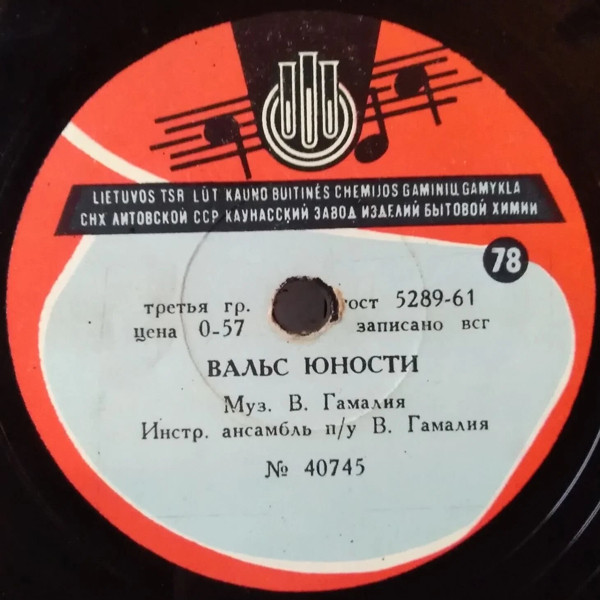 LIETUVOS TSR LŪT KAUNO BUITINĖS CHEMIJOS GAMINIŲ GAMYKLA
СНХ ЛИТОВСКОЙ ССР КАУНАССКИЙ ЗАВОД ИЗДЕЛИЙ БЫТОВОЙ ХИМИИ
78
третья гр. гост 5289-61
цена 0-57 записано всг
ВАЛЬС ЮНОСТИ
Муз. В. Гамалия
Инстр. ансамбль п/у В. Гамалия
№ 40745